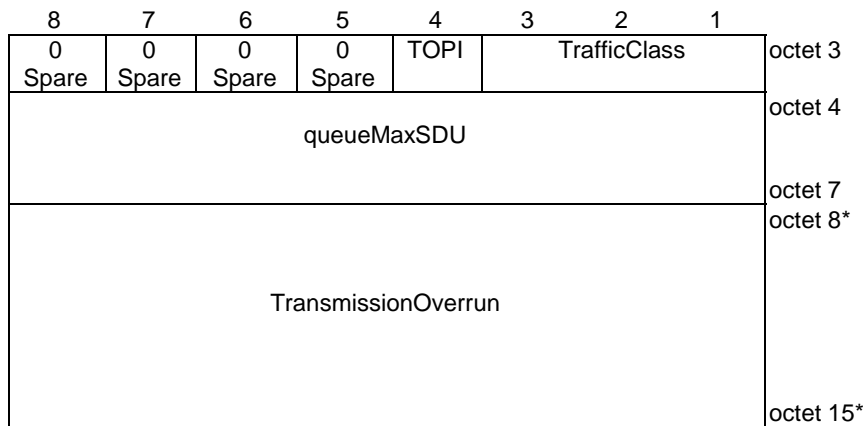 8 7 6 5 4 3 2 1
0 0 0 0 TOPI TrafficClass octet 3
Spare Spare Spare Spare
octet 4
queueMaxSDU
octet 7
octet 8*
TransmissionOverrun
octet 15*